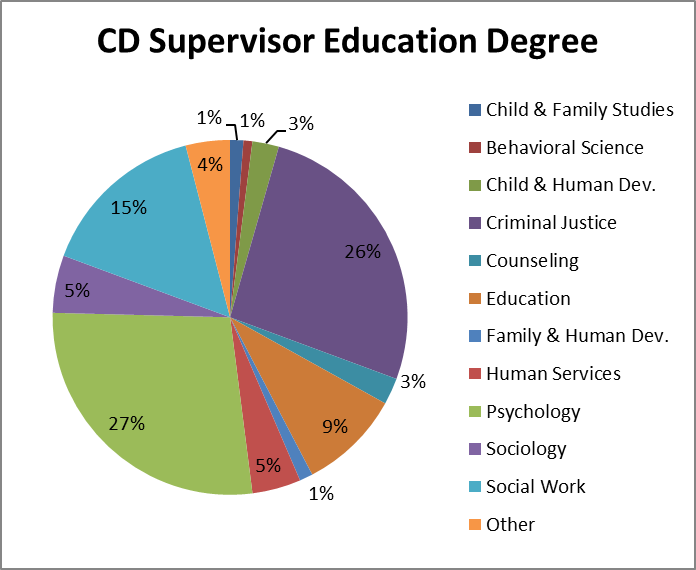 CD Supervisor Education Degree
1%
1%
3%
26%
3%
9%
1%
5%
27%
5%
15%
4%
Child & Family Studies
Behavioral Science
Child & Human Dev.
Criminal Justice
Counseling
Education
Family & Human Dev.
Human Services
Psychology
Sociology
Social Work
Other